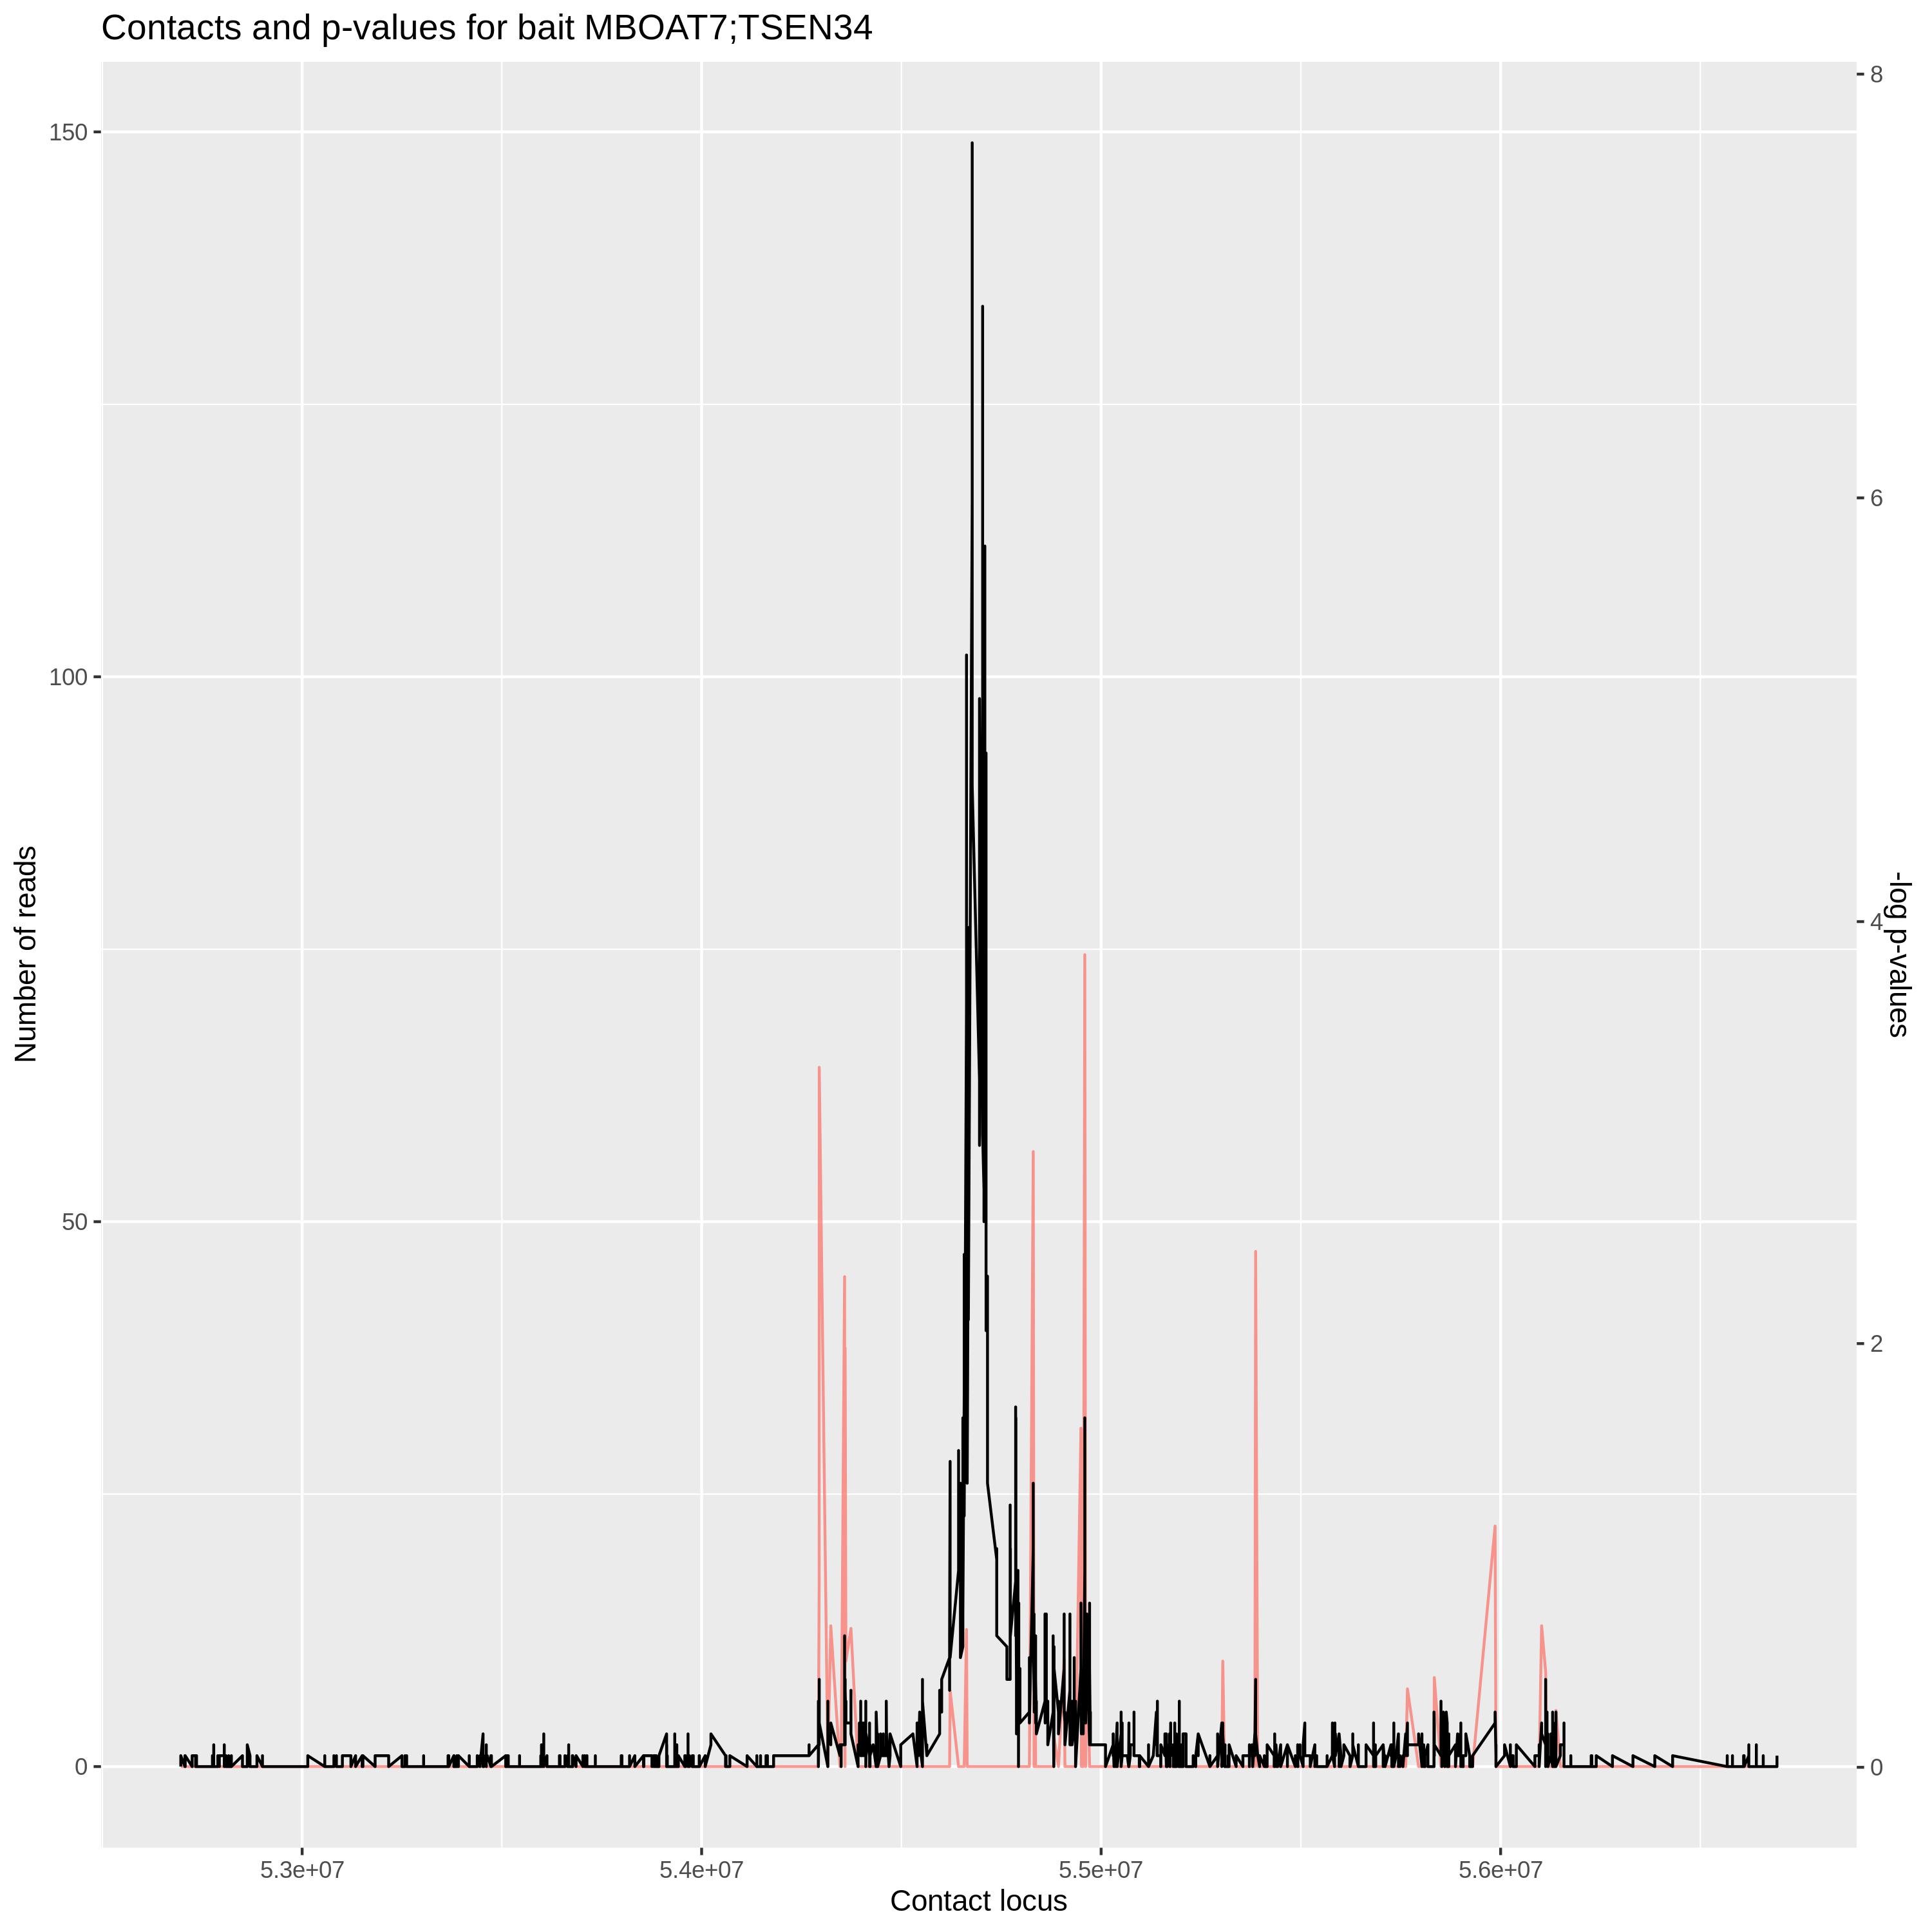 Contacts and p-values for bait MBOAT7;TSEN34
150
100
50
0
Number of reads
8
6
4
2
0
-log p-values
5.3e+07
5.4e+07
5.5e+07
5.6e+07
Contact locus